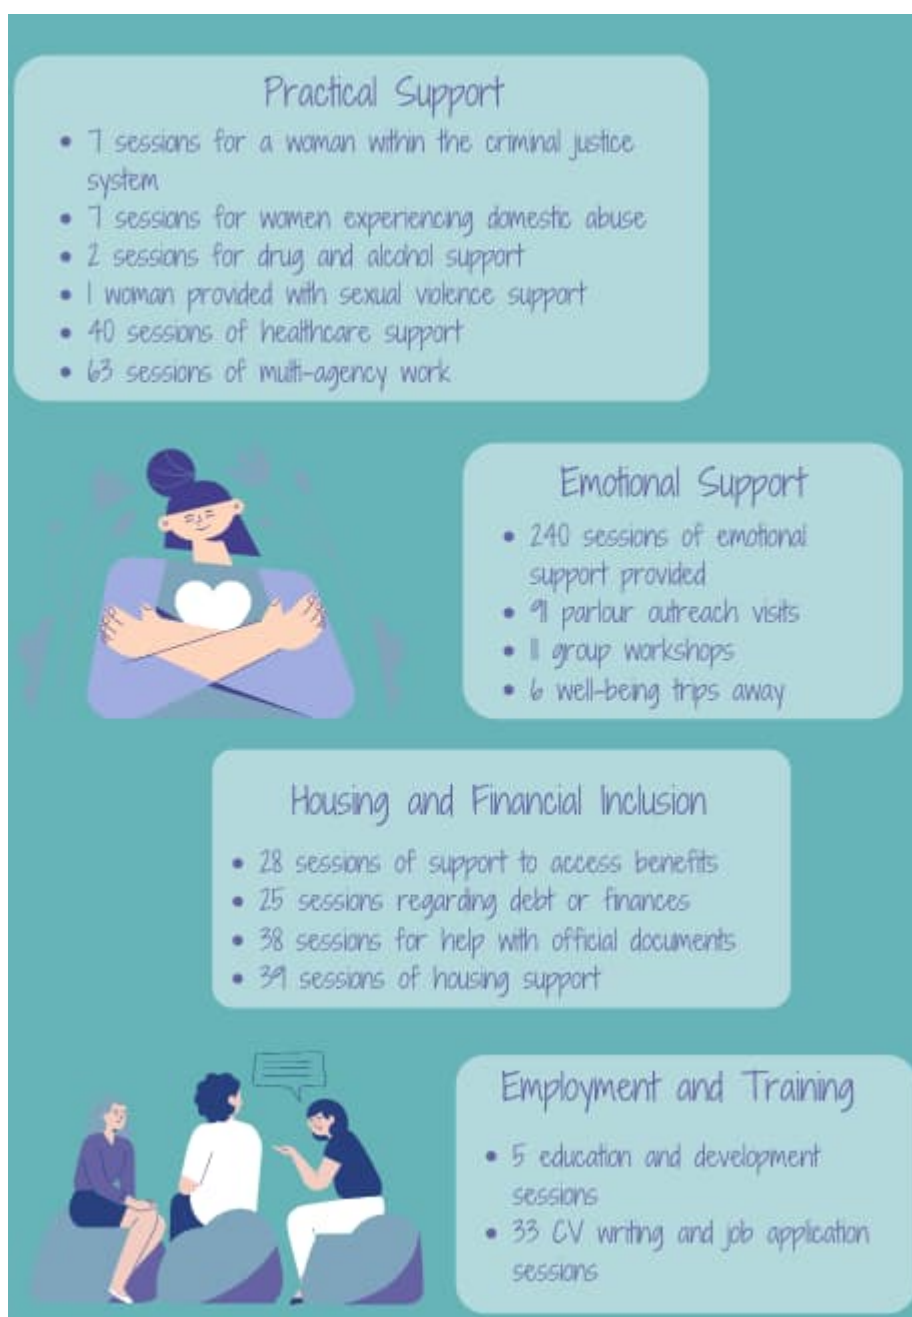 Practical Support
• 7 sessions for a woman within the criminal justice
system
• 7 sessions for women experiencing domestic abuse
• 2 sessions for drug and alcohol support
• 1 woman provided with sexual violence support
• 40 sessions of healthcare support
• 63 sessions of multi-agency work
Emotional Support
• 240 sessions of emotional
support provided
• 91 parlour outreach visits
• 11 group workshops
• 6 well-being trips away
Housing and Financial Inclusion
• 28 sessions of support to access benefits
• 25 sessions regarding debt or finances
• 38 sessions for help with official documents
• 39 sessions of housing support
Employment and Training
• 5 education and development
sessions
• 33 CV writing and job application
sessions